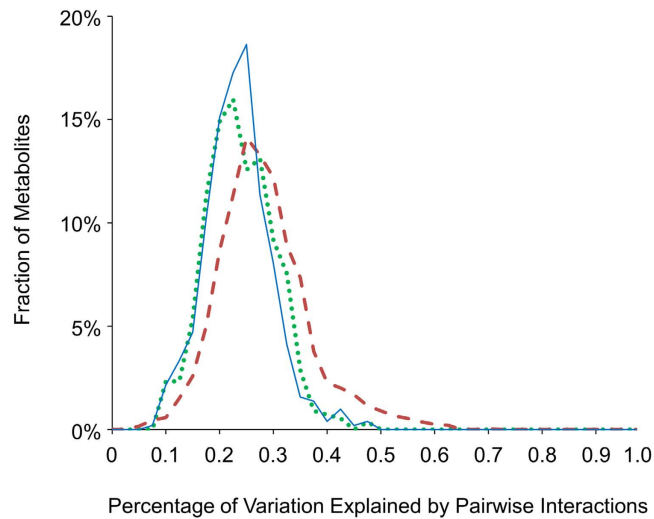 20%
15%
10%
5%
0%
Fraction of Metabolites
0 0.1 0.2 0.3 0.4 0.5 0.6 0.7 0.8 0.9 1.0
Percentage of Variation Explained by Pairwise Interactions